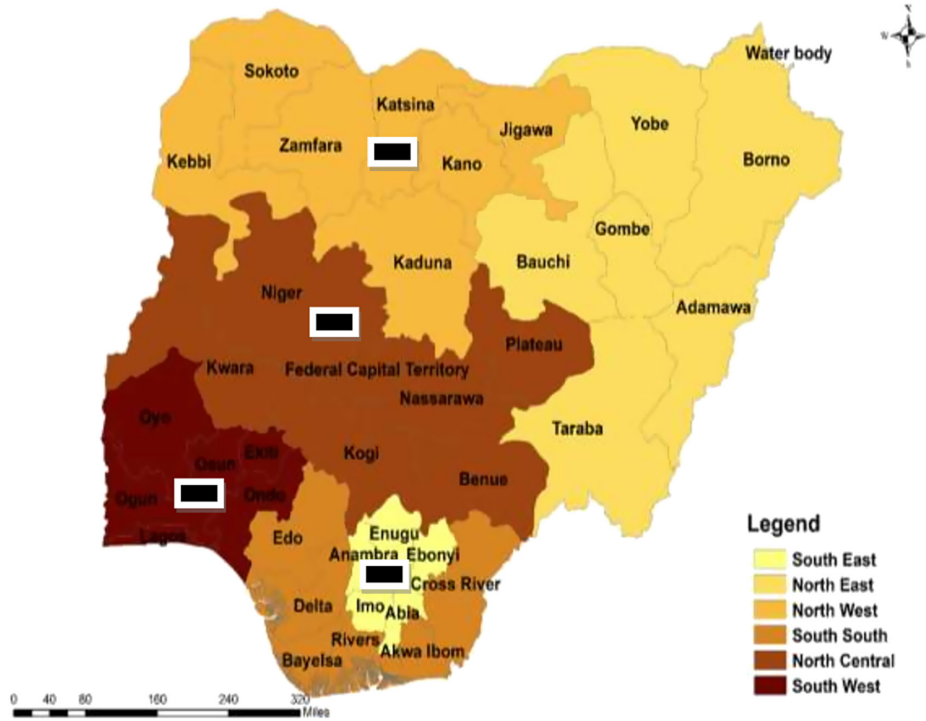 N
W
S
Water body
Sokoto
Katsina
Jigawa
Yobe
Zamfara
Kebbi
Kano
Borno
Gombe
Kaduna
Bauchi
Niger
Adamawa
Plateau
Kwara
Federal Capital Territory
Nassarawa
Oyo
Taraba
Ekiti
Kogi
Osun
Benue
Ogun
Ondo
Lagos
Edo
Enugu
Anambra
Ebonyi
Cross River
Delta
Imo
Abia
Rivers
Akwa Ibom
Bayelsa
Legend
South East
North East
North West
South South
North Central
South West
0 40 80 160 240 320
Miles